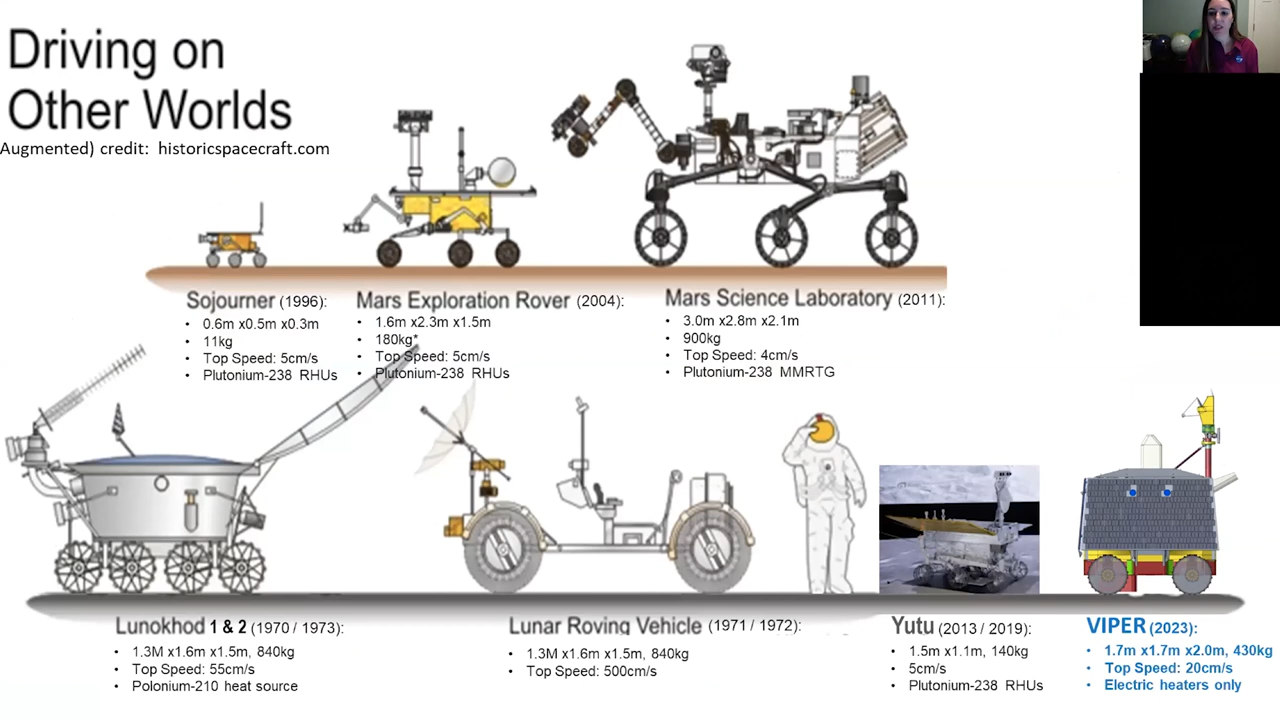 Driving on
Other Worlds
Augmented) credit: historicspacecraft.com
Sojourner (1996):
• 0.6m x0.5m x0.3m
• 11kg
• Top Speed: 5cm/s
• Plutonium-238 RHUs
Mars Exploration Rover (2004):
• 1.6m x2.3m x1.5m
• 180kg*
• Top Speed: 5cm/s
• Plutonium-238 RHUs
Mars Science Laboratory (2011):
• 3.0m x2.8m x2.1m
• 900kg
• Top Speed: 4cm/s
• Plutonium-238 MMRTG
Lunokhod 1 & 2 (1970 / 1973):
• 1.3M x1.6m x1.5m, 840kg
• Top Speed: 55cm/s
• Polonium-210 heat source
Lunar Roving Vehicle (1971 / 1972):
• 1.3M x1.6m x1.5m, 840kg
• Top Speed: 500cm/s
Yutu (2013 / 2019):
• 1.5m x1.1m, 140kg
• 5cm/s
• Plutonium-238 RHUs
VIPER (2023):
• 1.7m x1.7m x2.0m, 430kg
• Top Speed: 20cm/s
• Electric heaters only